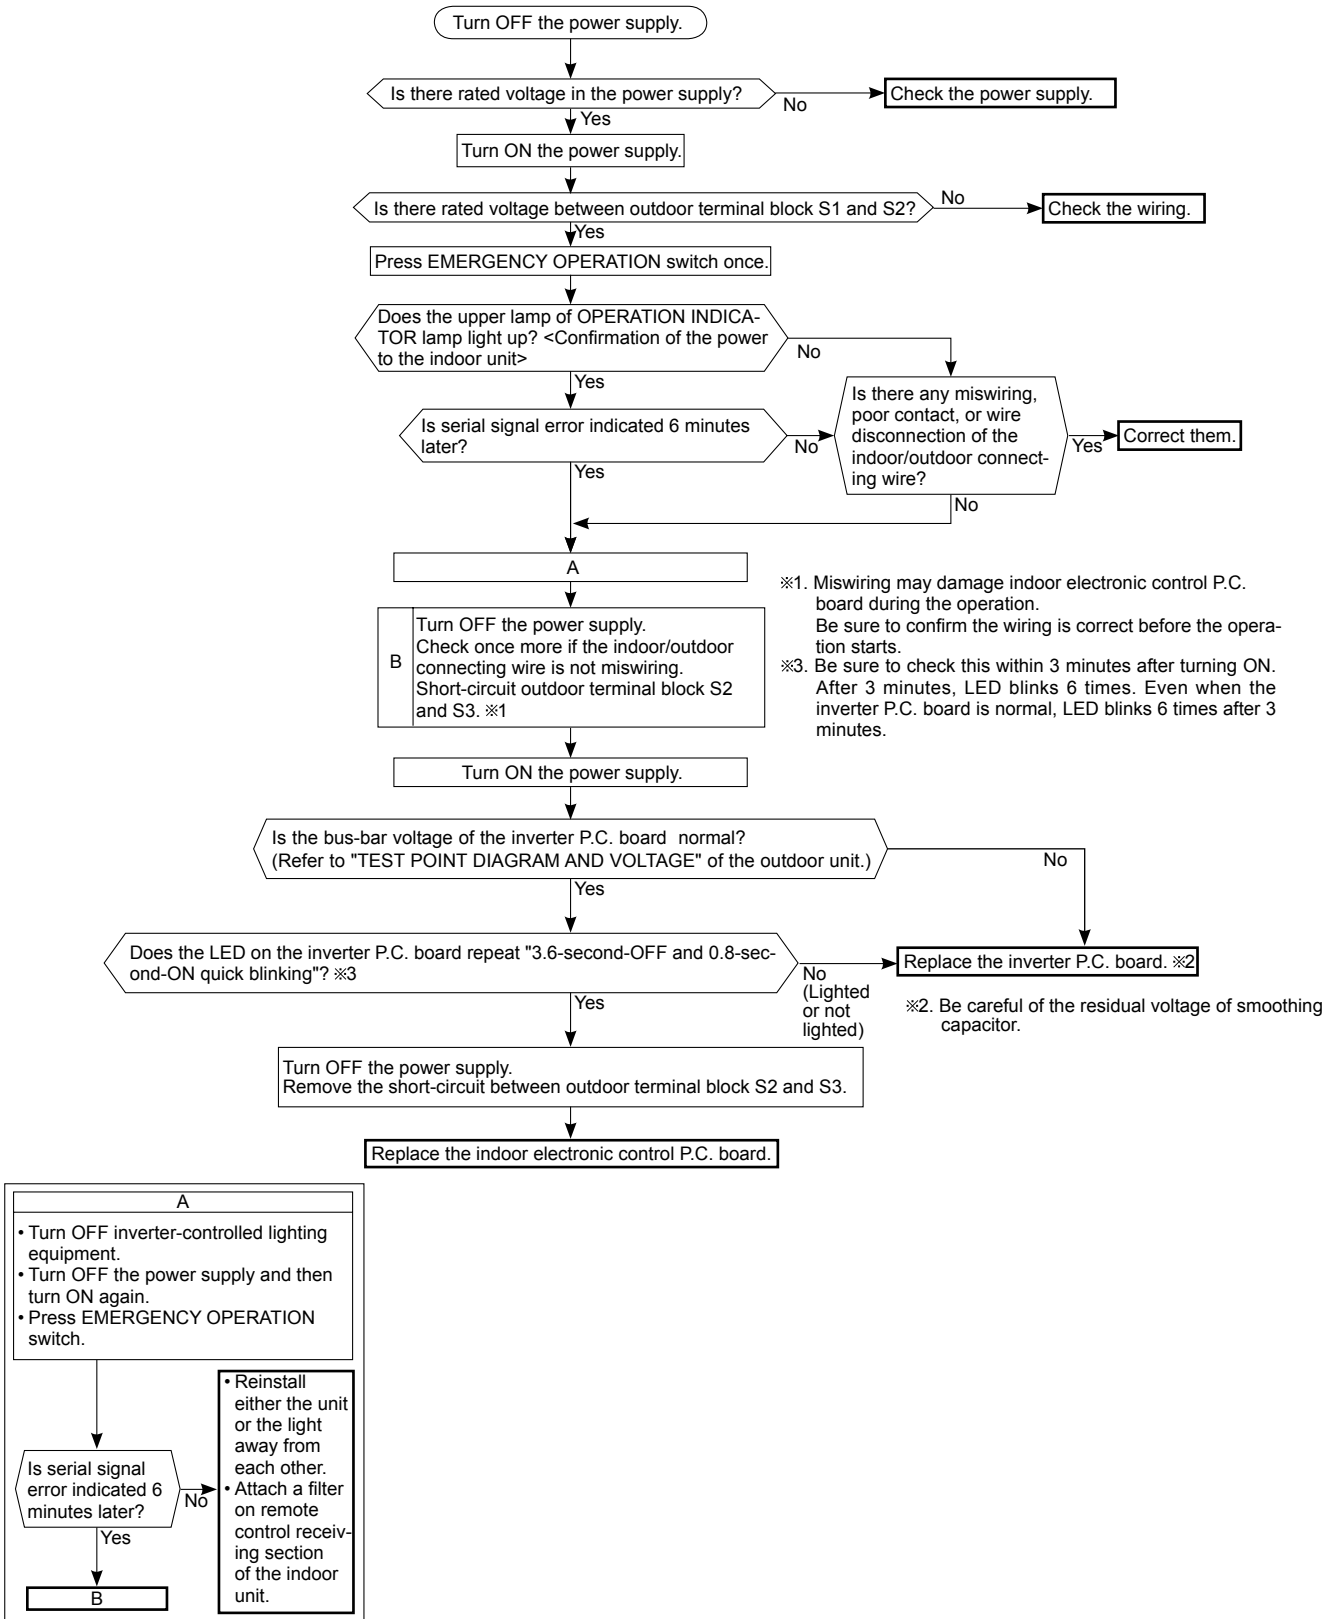 Turn OFF the power supply.
Is there rated voltage in the power supply?
No
Check the power supply.
Yes
Turn ON the power supply.
Is there rated voltage between outdoor terminal block S1 and S2?
No
Check the wiring.
Yes
Press EMERGENCY OPERATION switch once.
Does the upper lamp of OPERATION INDICA-
TOR lamp light up? <Confirmation of the power
to the indoor unit>
No
Yes
Is serial signal error indicated 6 minutes
later?
No
Yes
Is there any miswiring,
poor contact, or wire
disconnection of the
indoor/outdoor connect-
ing wire?
Yes
Correct them.
No
A
B
Turn OFF the power supply.
Check once more if the indoor/outdoor
connecting wire is not miswiring.
Short-circuit outdoor terminal block S2
and S3. ※1
※1. Miswiring may damage indoor electronic control P.C.
board during the operation.
Be sure to confirm the wiring is correct before the opera-
tion starts.
※3. Be sure to check this within 3 minutes after turning ON.
After 3 minutes, LED blinks 6 times. Even when the
inverter P.C. board is normal, LED blinks 6 times after 3
minutes.
Turn ON the power supply.
Is the bus-bar voltage of the inverter P.C. board normal?
(Refer to "TEST POINT DIAGRAM AND VOLTAGE" of the outdoor unit.)
No
Yes
Does the LED on the inverter P.C. board repeat "3.6-second-OFF and 0.8-sec-
ond-ON quick blinking"? ※3
No
(Lighted
or not
lighted)
Replace the inverter P.C. board. ※2
※2. Be careful of the residual voltage of smoothing
capacitor.
Yes
Turn OFF the power supply.
Remove the short-circuit between outdoor terminal block S2 and S3.
Replace the indoor electronic control P.C. board.
A
• Turn OFF inverter-controlled lighting
equipment.
• Turn OFF the power supply and then
turn ON again.
• Press EMERGENCY OPERATION
switch.
Is serial signal
error indicated 6
minutes later?
No
Yes
B
• Reinstall
either the unit
or the light
away from
each other.
• Attach a filter
on remote
control receiv-
ing section
of the indoor
unit.